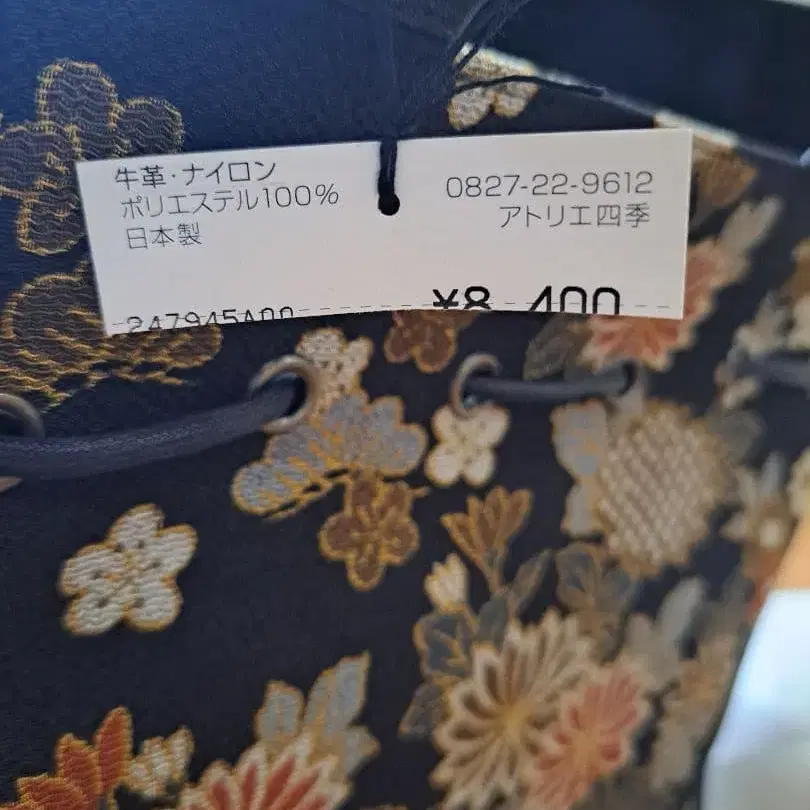 牛革・ナイロン
ポリエステル100%
日本製
0827-22-9612
アトリエ四季
247945A00
¥8,400